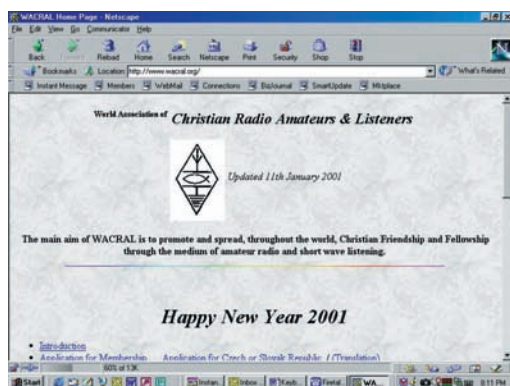 WACRAL Home Page - Netscape
File Edit View Go Communicator Help
Back Reload Home Search Netscape Print Security Shop Stop
Bookmarks Location: http://www.wacral.org/ What's Related
Instant Message Members WebMail Connections BizJournal SmartUpdate Mktplace
World Association of Christian Radio Amateurs & Listeners
Updated 11th January 2001
The main aim of WACRAL is to promote and spread, throughout the world, Christian Friendship and Fellowship
through the medium of amateur radio and short wave listening.
Happy New Year 2001
Introduction
Application for Membership Application for Czech or Slovak Republic / (Translation)
60% of 13K
Start Instan... Inbox WA... 8:11 PM